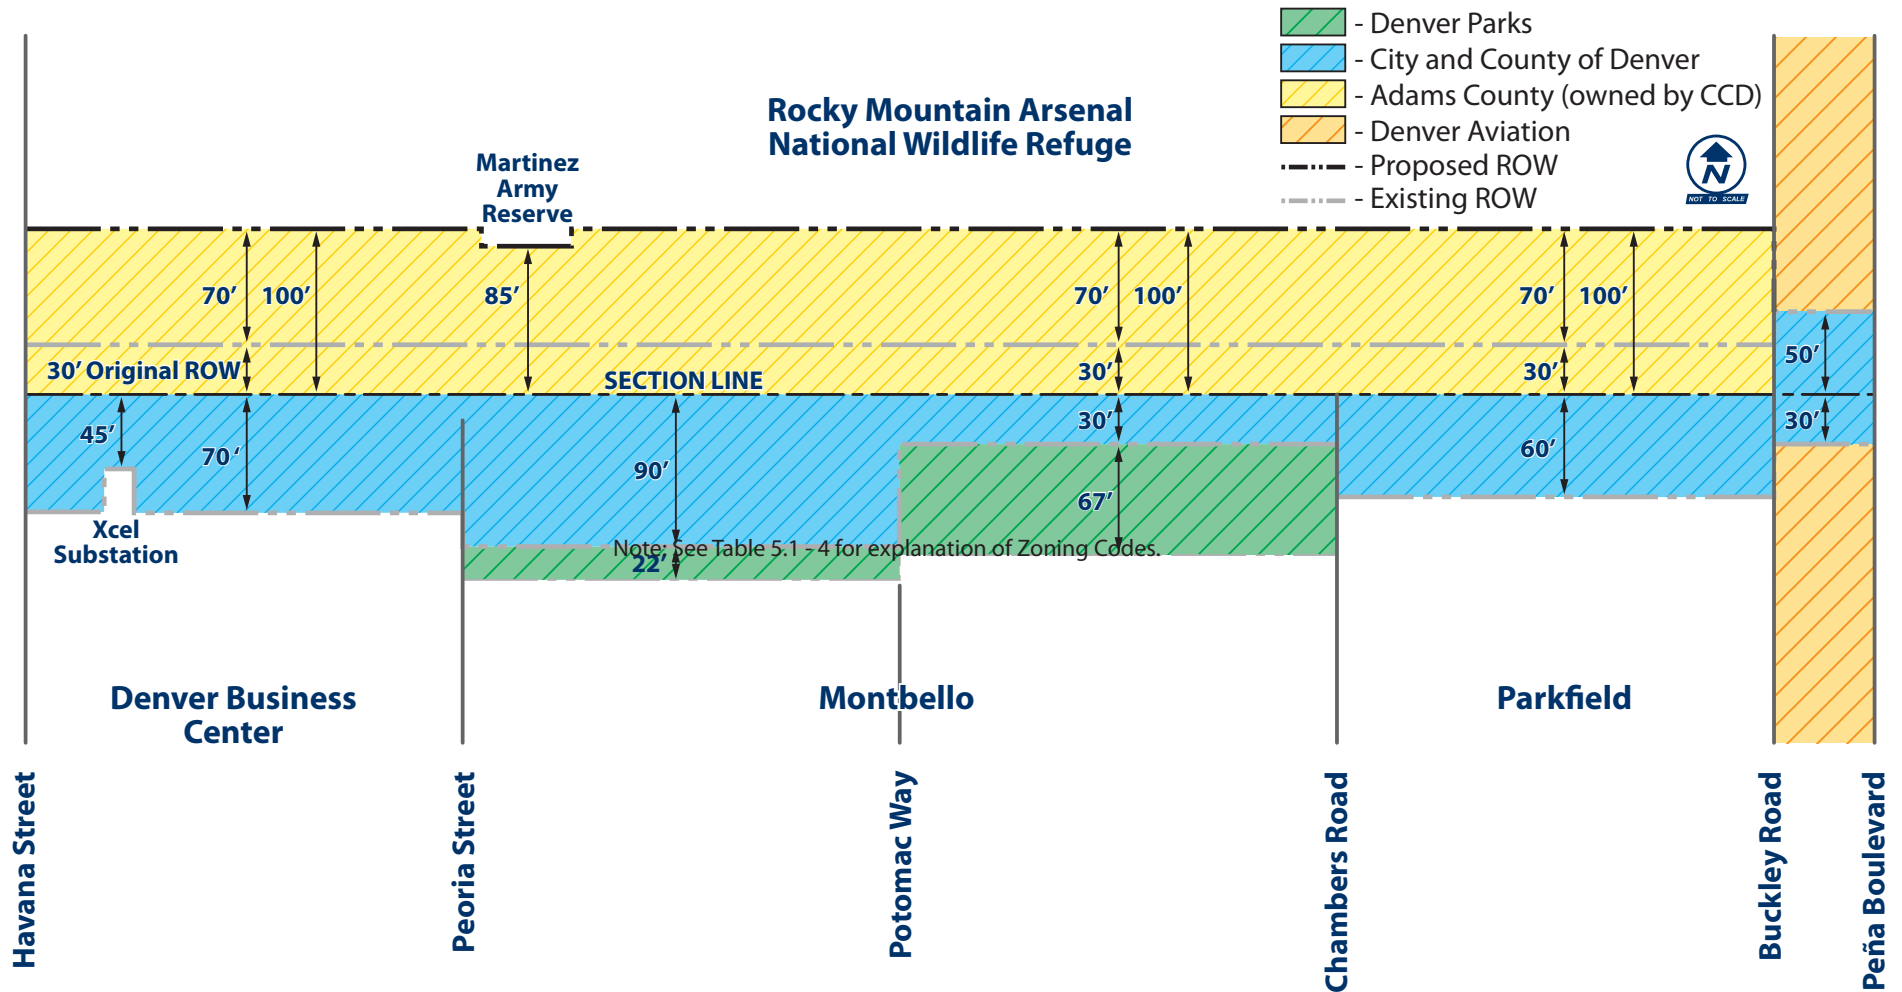 - Denver Parks
- City and County of Denver
- Adams County (owned by CCD)
- Denver Aviation
- Proposed ROW
- Existing ROW
N
NOT TO SCALE
Rocky Mountain Arsenal
National Wildlife Refuge
Martinez
Army
Reserve
70’ 100’
85’
70’ 100’
70’ 100’
50’
30’ Original ROW
SECTION LINE
30’
30’
45’
70‘
90’
30’
60’
30’
67’
22’
Xcel
Substation
Note: See Table 5.1 - 4 for explanation of Zoning Codes.
Denver Business
Center
Montbello
Parkfield
Havana Street
Peoria Street
Potomac Way
Chambers Road
Buckley Road
Peña Boulevard